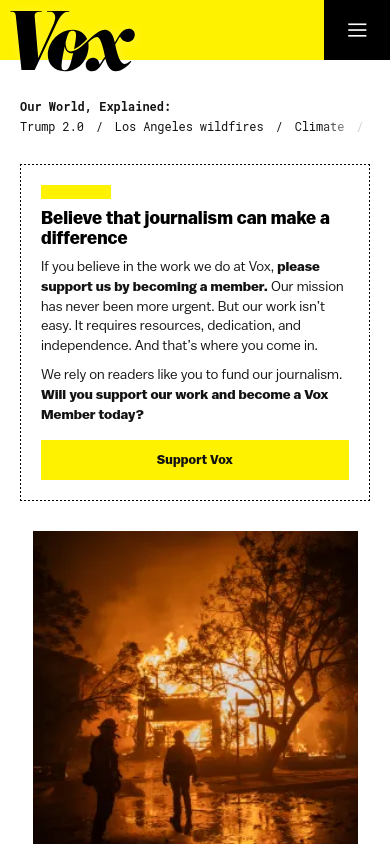 Vox
Our World, Explained:
Trump 2.0 / Los Angeles wildfires / Climate /
Believe that journalism can make a
difference
If you believe in the work we do at Vox, please
support us by becoming a member. Our mission
has never been more urgent. But our work isn't
easy. It requires resources, dedication, and
independence. And that's where you come in.
We rely on readers like you to fund our journalism.
Will you support our work and become a Vox
Member today?
Support Vox